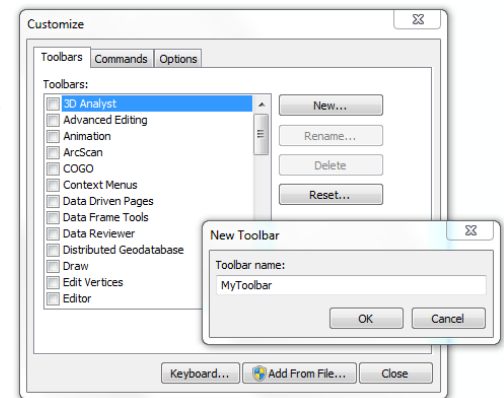 Customize
Toolbars Commands Options
Toolbars:
3D Analyst
Advanced Editing
Animation
ArcScan
COGO
Context Menus
Data Driven Pages
Data Frame Tools
Data Reviewer
Distributed Geodatabase
Draw
Edit Vertices
Editor
New...
Rename...
Delete
Reset...
New Toolbar
Toolbar name:
MyToolbar
OK Cancel
Keyboard... Add From File... Close